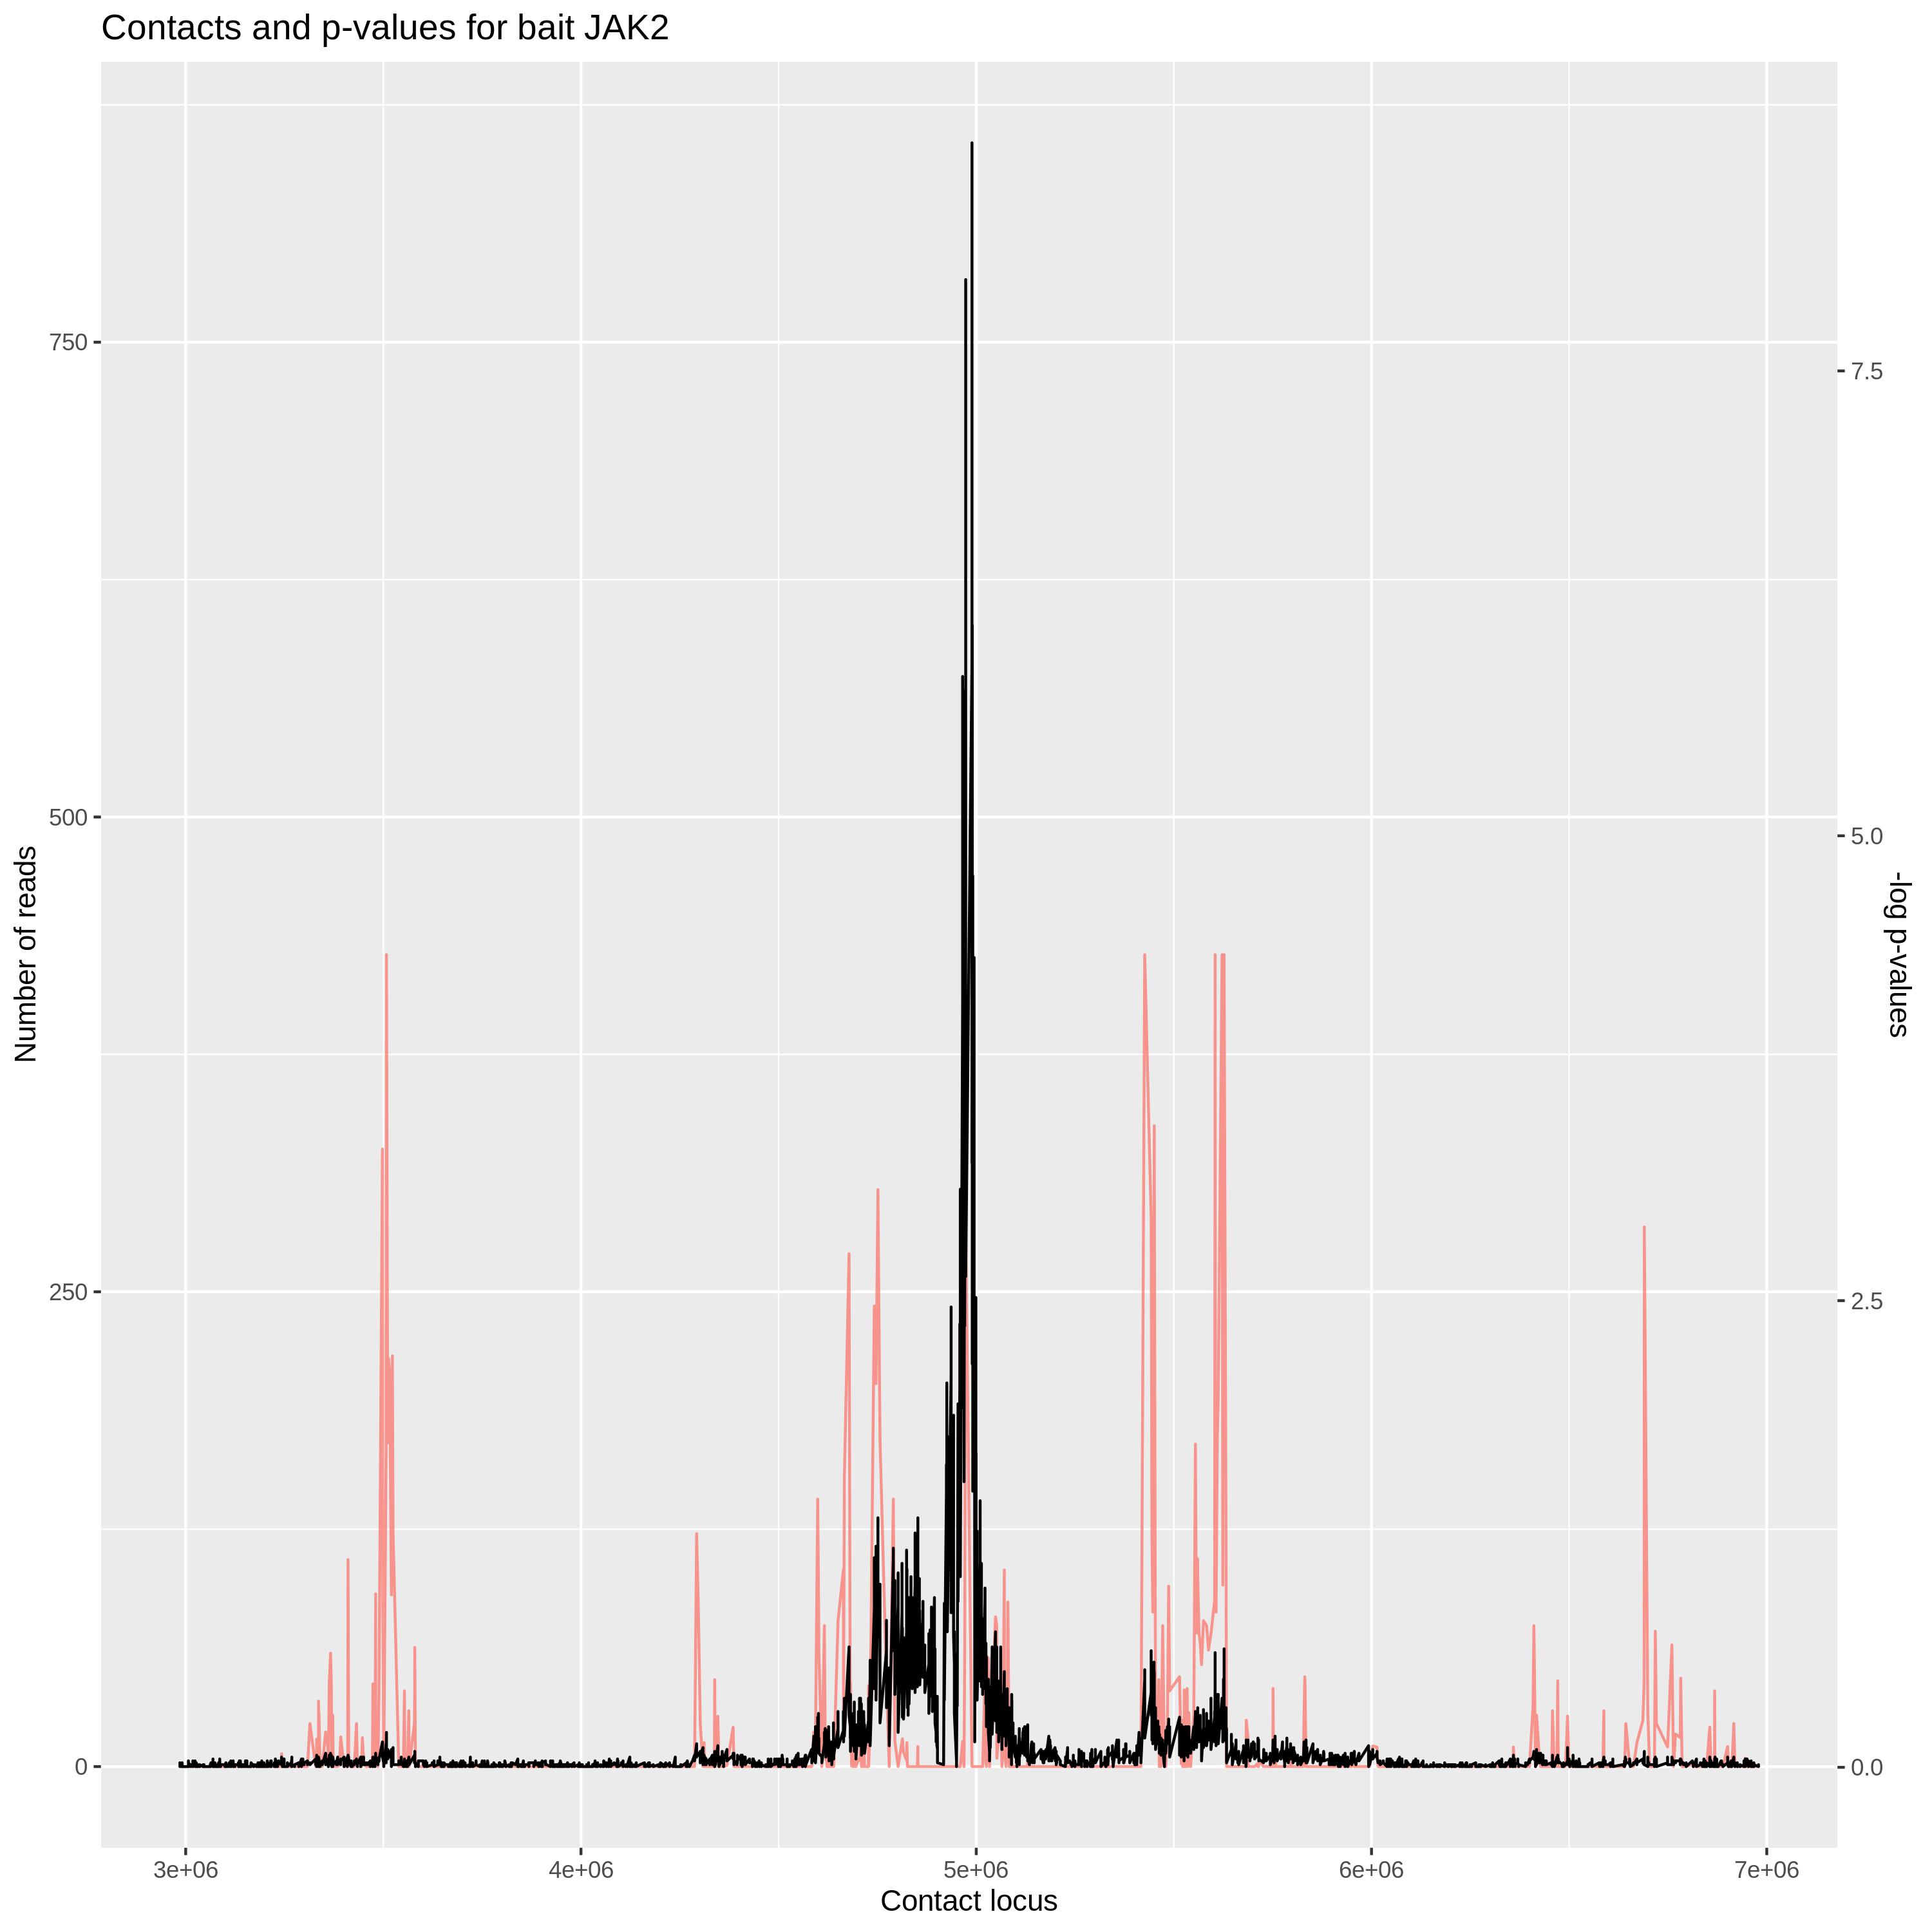 Contacts and p-values for bait JAK2
750
500
250
0
Number of reads
7.5
5.0
2.5
0.0
-log p-values
3e+06
4e+06
5e+06
6e+06
7e+06
Contact locus